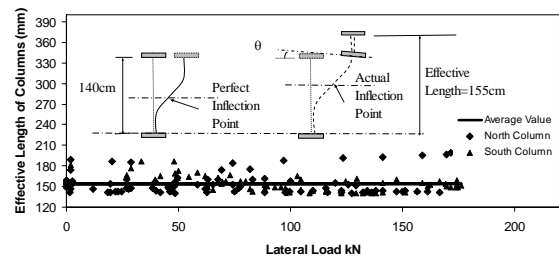 Effective Length of Columns (mm)
390
360
330
300
270
240
210
180
150
120
θ
140cm
Perfect
Inflection
Point
Actual
Inflection
Point
Effective
Length=155cm
Average Value
North Column
South Column
0
50
100
150
200
Lateral Load kN